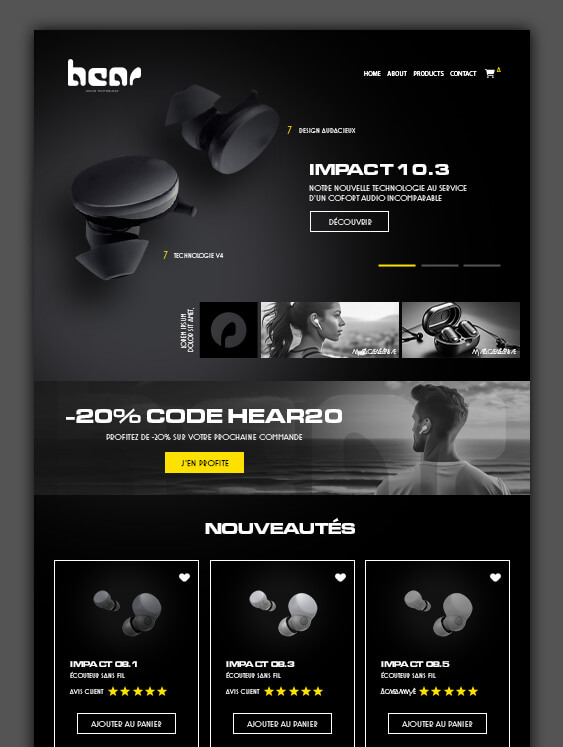 hear
HOME ABOUT PRODUCTS CONTACT
7 DESIGN AUDACIEUX
IMPACT 10.3
NOTRE NOUVELLE TECHNOLOGIE AU SERVICE
D'UN COFORT AUDIO INCOMPARABLE
DÉCOUVRIR
7 TECHNOLOGIE V4
LOREM IPSUM
DOLOR SIT AMET,
-20% CODE HEAR20
PROFITEZ DE -20% SUR VOTRE PROCHAINE COMMANDE
J'EN PROFITE
NOUVEAUTÉS
IMPACT 08.1
ÉCOUTEUR SANS FIL
AVIS CLIENT
AJOUTER AU PANIER
IMPACT 08.3
ÉCOUTEUR SANS FIL
AVIS CLIENT
AJOUTER AU PANIER
IMPACT 08.5
ÉCOUTEUR SANS FIL
AJOUTER AU PANIER